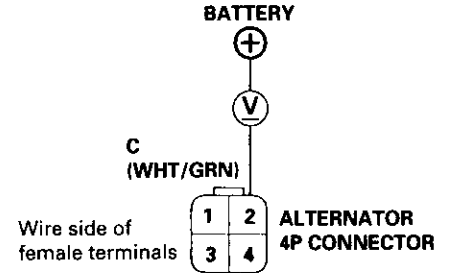 BATTERY
+
V
C
(WHT/GRN)
1 2
3 4
ALTERNATOR
4P CONNECTOR
Wire side of
female terminals